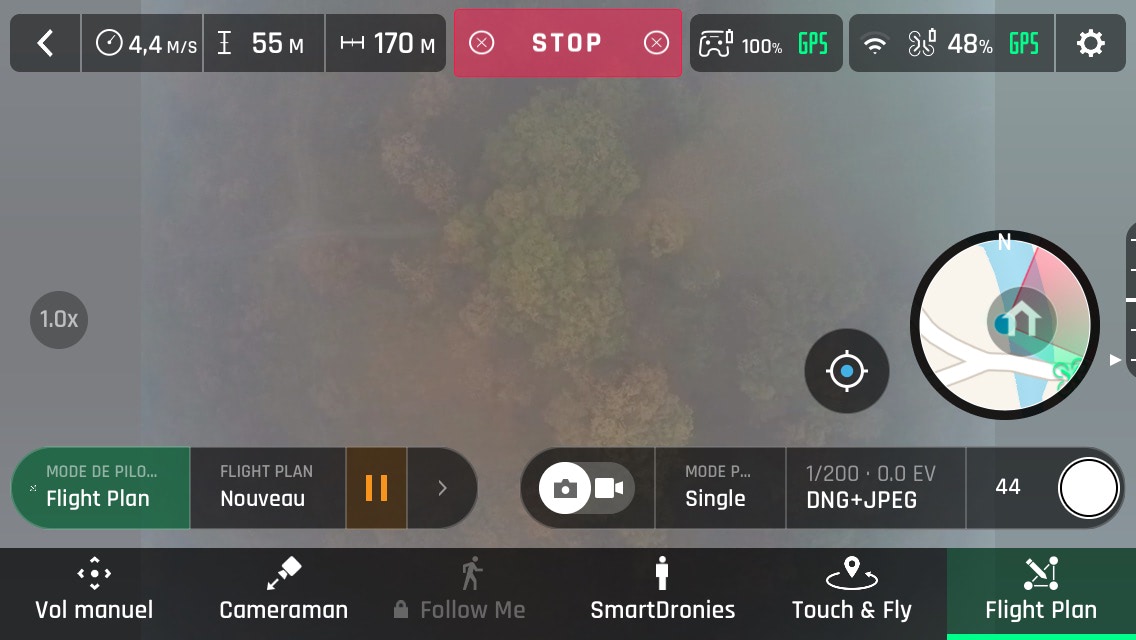 4,4 M/S
55 M
170 M
STOP
100%
GPS
48%
GPS
N
1.0x
MODE DE PILO...
Flight Plan
FLIGHT PLAN
Nouveau
MODE P...
Single
1/200 · 0.0 EV
DNG+JPEG
44
Vol manuel
Cameraman
Follow Me
SmartDronies
Touch & Fly
Flight Plan